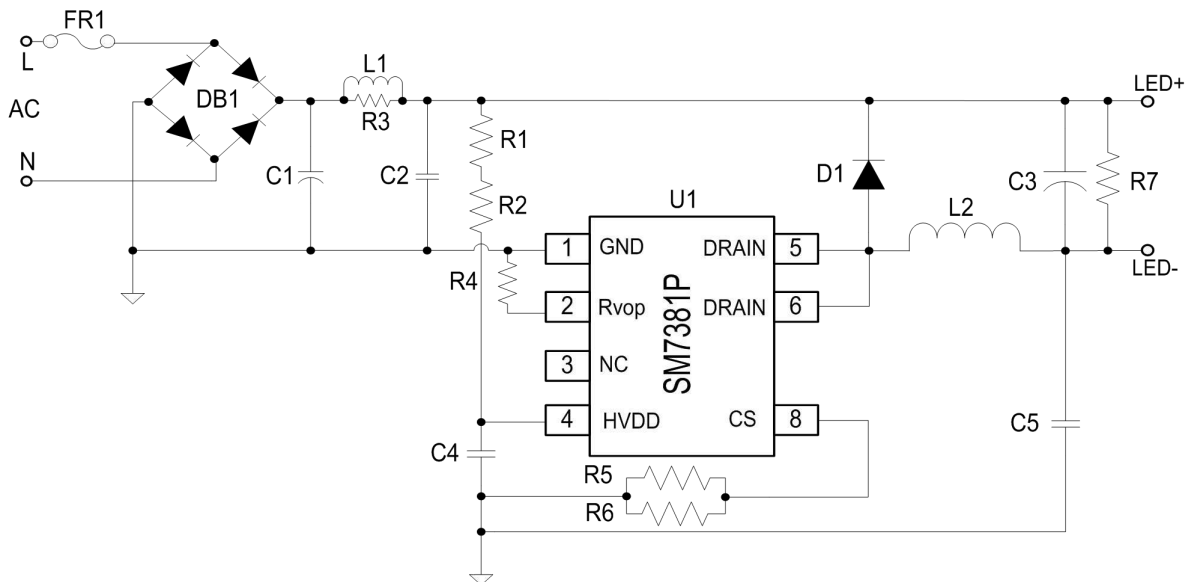 FR1
L
AC
N
DB1
L1
R3
C1
C2
R1
R2
R4
U1
1 GND
2 Rvop
3 NC
4 HVDD
SM7381P
DRAIN 5
DRAIN 6
CS 8
D1
L2
C3
R7
LED+
LED-
C4
R5
R6
C5